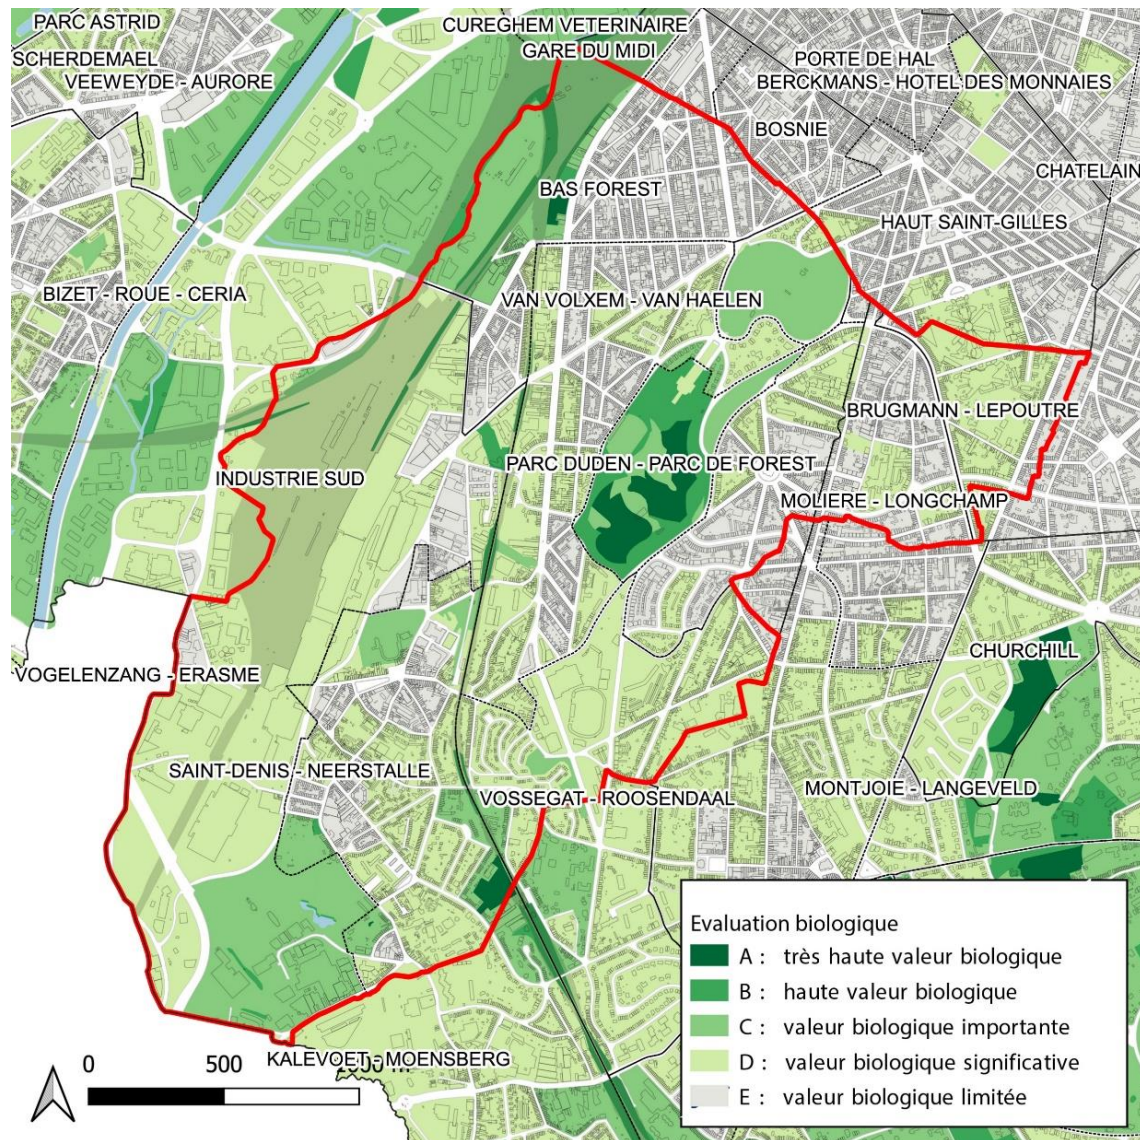 PARC ASTRID
CUREGHEM VETERINAIRE
GARE DU MIDI
SCHERDEMAEL
PORTE DE HAL
VEEWEYDE - AURORE
BERCKMANS - HOTEL DES MONNAIES
BOSNIE
CHATELAIN
BAS FOREST
HAUT SAINT-GILLES
BIZET - ROUE - CERIA
VAN VOLXEM - VAN HAELEN
BRUGMANN - LEPOUTRE
PARC DUDEN - PARC DE FOREST
INDUSTRIE SUD
MOLIERE - LONGCHAMP
CHURCHILL
VOGELENZANG - ERASME
SAINT-DENIS - NEERSTALLE
MONTJOIE - LANGEVELD
VOSSEGAT - ROOSENDAAL
Evaluation biologique
A : très haute valeur biologique
B : haute valeur biologique
C : valeur biologique importante
D : valeur biologique significative
E : valeur biologique limitée
KALEVOET - MOENSBERG
0 500